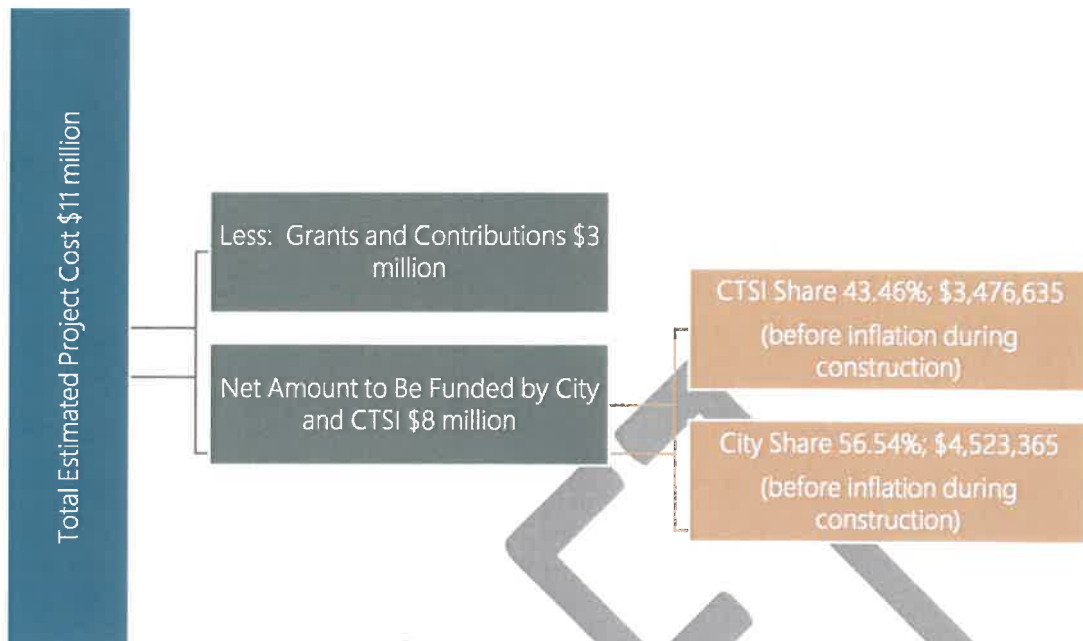 Total Estimated Project Cost $11 million
Less: Grants and Contributions $3
million
Net Amount to Be Funded by City
and CTSI $8 million
CTSI Share 43.46%; $3,476,635
(before inflation during
construction)
City Share 56.54%; $4,523,365
(before inflation during
construction)